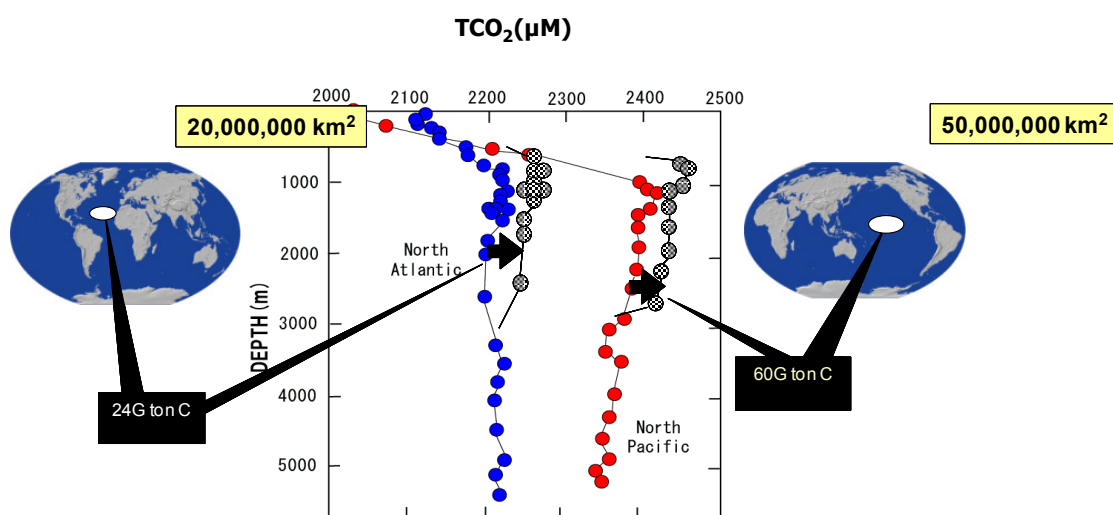 TCO₂(μM)
2000 2100 2200 2300 2400 2500
20,000,000 km²
50,000,000 km²
1000
North
Atlantic
2000
DEPTH(m)
3000
24G ton C
60G ton C
4000
North
Pacific
5000